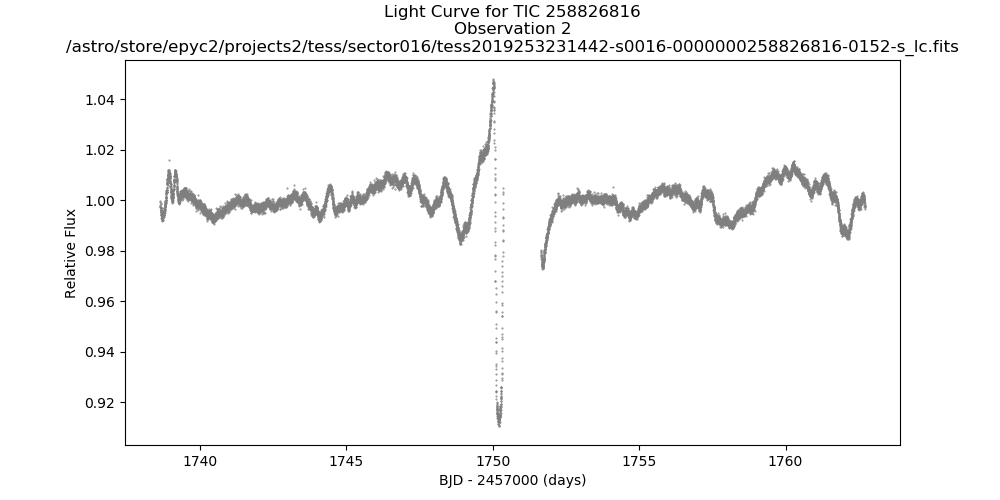 Light Curve for TIC 258826816
Observation 2
/astro/store/epyc2/projects2/tess/sector016/tess2019253231442-s0016-0000000258826816-0152-s_lc.fits
1.04
1.02
1.00
0.98
0.96
0.94
0.92
Relative Flux
1740
1745
1750
1755
1760
BJD - 2457000 (days)